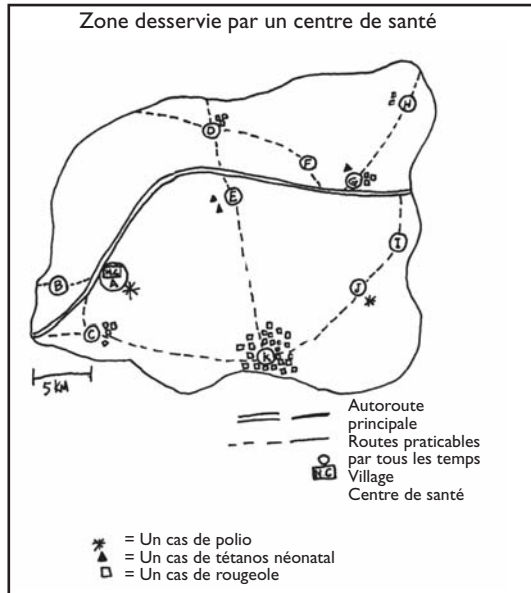 Zone desservie par un centre de santé
H
D
F
G
E
I
B
H.C
A
J
C
K
5 KM
Autoroute
principale
Routes praticables
par tous les temps
H.C
Village
Centre de santé
= Un cas de polio
= Un cas de tétanos néonatal
= Un cas de rougeole